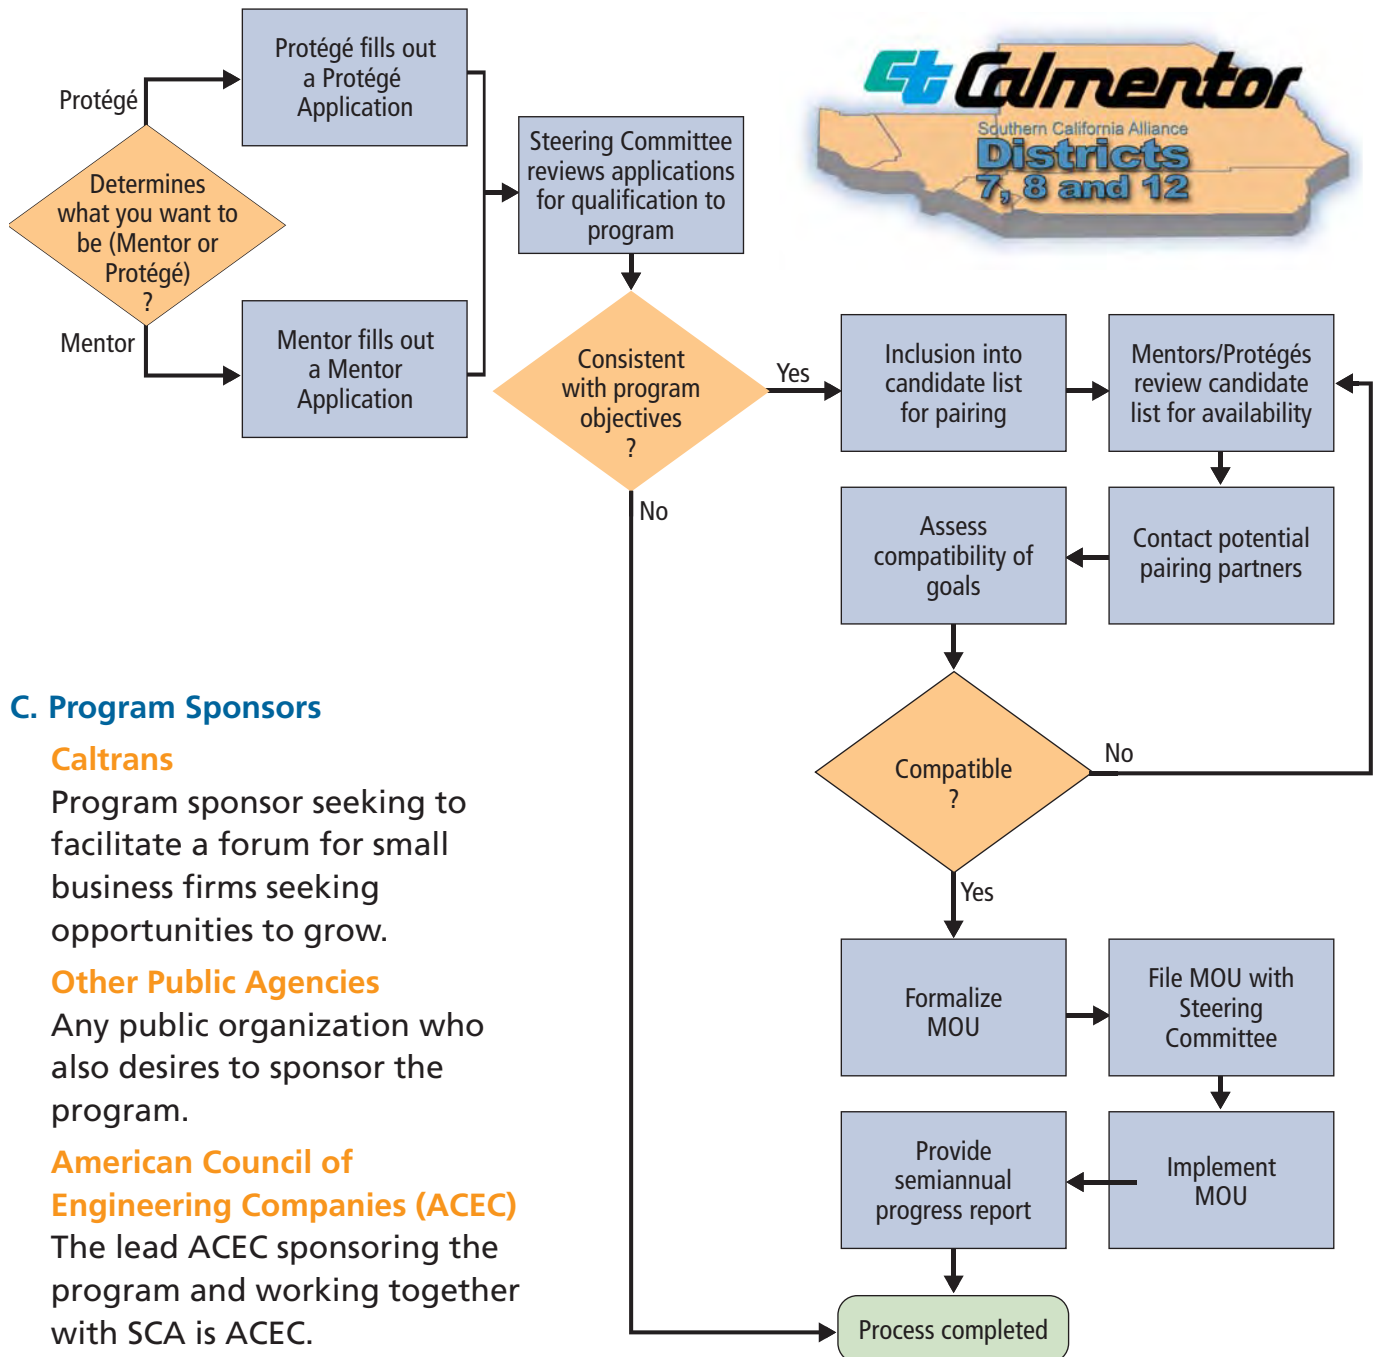 Protégé fills out
a Protégé
Application
Protégé
Determines
what you want to
be (Mentor or
Protégé)
?
Mentor
Mentor fills out
a Mentor
Application
Steering Committee
reviews applications
for qualification to
program
Ct Calmentor
Southern California Alliance
Districts
7, 8 and 12
Consistent
with program
objectives
?
Yes
No
Inclusion into
candidate list
for pairing
Mentors/Protégés
review candidate
list for availability
Contact potential
pairing partners
Assess
compatibility of
goals
Compatible
?
No
Yes
Formalize
MOU
File MOU with
Steering
Committee
Implement
MOU
Provide
semiannual
progress report
Process completed
C. Program Sponsors
Caltrans
Program sponsor seeking to
facilitate a forum for small
business firms seeking
opportunities to grow.
Other Public Agencies
Any public organization who
also desires to sponsor the
program.
American Council of
Engineering Companies (ACEC)
The lead ACEC sponsoring the
program and working together
with SCA is ACEC.